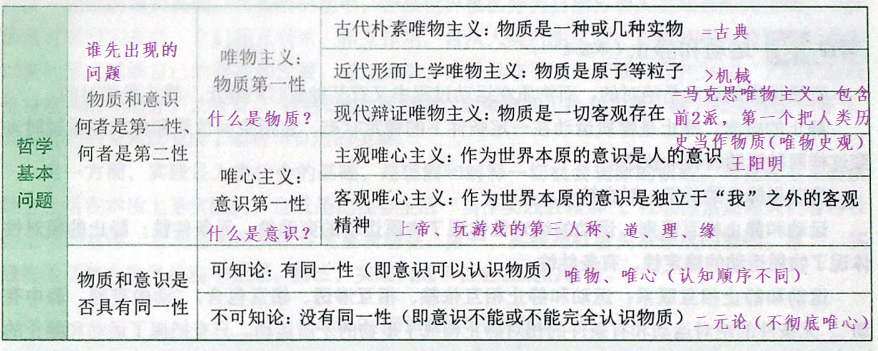 谁先出现的
问题
物质和意识
何者是第一性、
何者是第二性
唯物主义：
物质第一性
什么是物质？
古代朴素唯物主义：物质是一种或几种实物 =古典
近代形而上学唯物主义：物质是原子等粒子 >机械
现代辩证唯物主义：物质是一切客观存在
=马克思唯物主义。包含
前2派，第一个把人类历
史当作物质(唯物史观)
哲学
基本
问题
唯心主义：
意识第一性
什么是意识？
主观唯心主义：作为世界本原的意识是人的意识 王阳明
客观唯心主义：作为世界本原的意识是独立于“我”之外的客观
精神 上帝、玩游戏的第三人称、道、理、缘
物质和意识是
否具有同一性
可知论：有同一性（即意识可以认识物质） 唯物、唯心（认知顺序不同）
不可知论：没有同一性（即意识不能或不能完全认识物质） 二元论（不彻底唯心）